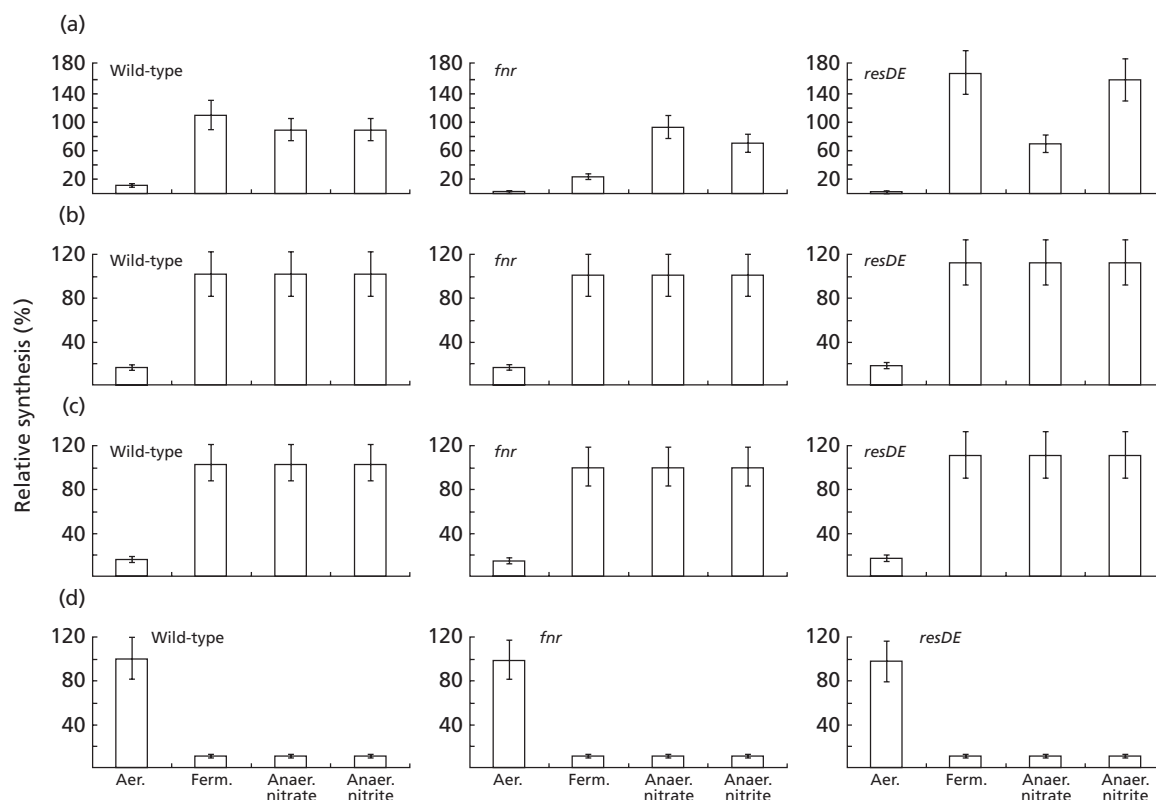 (a)
180 Wild-type 180 fnr 180 resDE
140 140 140
100 100 100
60 60 60
20 20 20
(b)
120 Wild-type 120 fnr 120 resDE
80 80 80
40 40 40
(c)
120 Wild-type 120 fnr 120 resDE
80 80 80
40 40 40
(d)
120 Wild-type 120 fnr 120 resDE
80 80 80
40 40 40
Aer. Ferm. Anaer. Anaer. Aer. Ferm. Anaer. Anaer. Aer. Ferm. Anaer. Anaer.
nitrate nitrite nitrate nitrite nitrate nitrite
Relative synthesis (%)